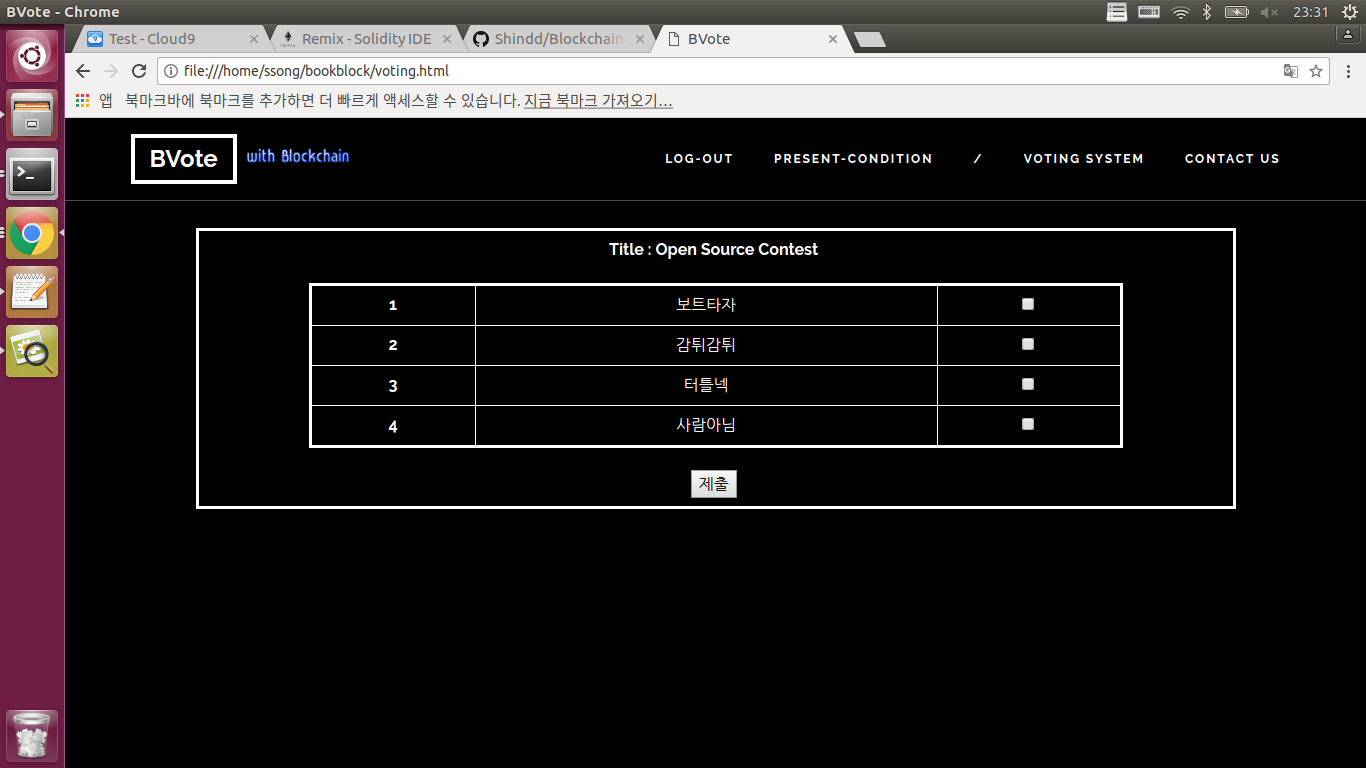 BVote - Chrome
23:31
Test - Cloud9
Remix - Solidity IDE
Shindd/Blockchain
BVote
file:///home/ssong/bookblock/voting.html
앱 북마크바에 북마크를 추가하면 더 빠르게 액세스할 수 있습니다. 지금 북마크 가져오기...
BVote with Blockchain
LOG-OUT PRESENT-CONDITION / VOTING SYSTEM CONTACT US
Title : Open Source Contest
1 보트타자
2 감튀감튀
3 터틀넥
4 사람아님
제출